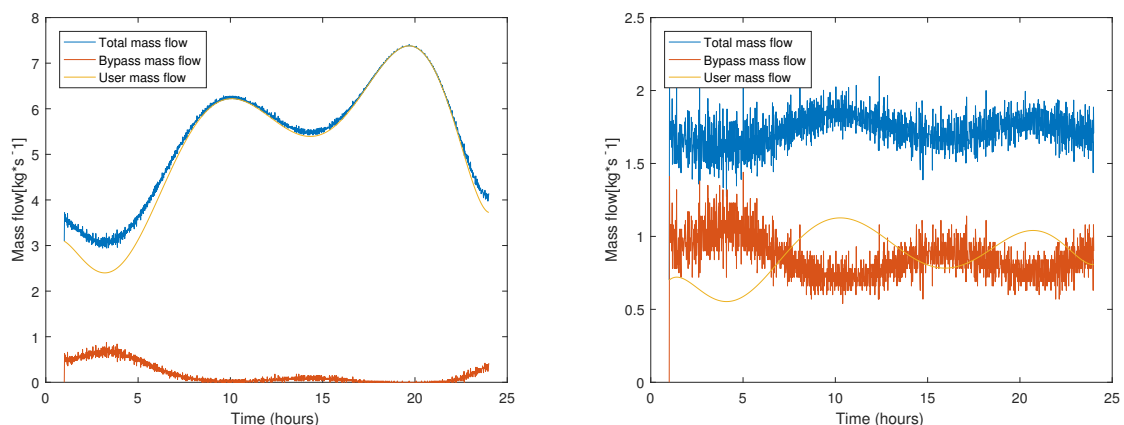 8
7
6
5
4
3
2
1
0
Mass flow[kg*s⁻1]
Total mass flow
Bypass mass flow
User mass flow
0 5 10 15 20 25
Time (hours)
2.5
2
1.5
1
0.5
0
Mass flow[kg*s⁻1]
Total mass flow
Bypass mass flow
User mass flow
0 5 10 15 20 25
Time (hours)